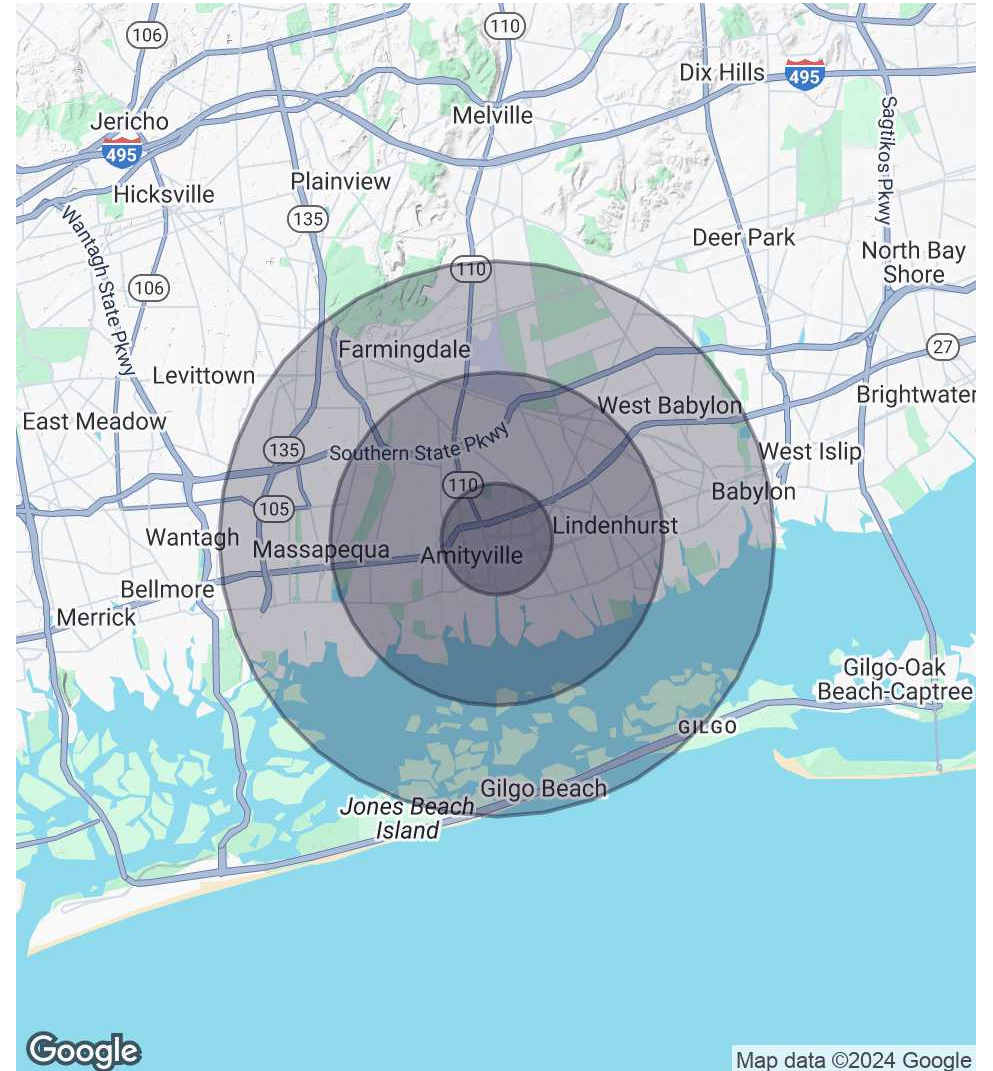 110
106
Dix Hills
495
Melville
Jericho
495
Plainview
Hicksville
135
Sagtikos Pkwy
Wantagh State Pkwy
Deer Park
North Bay
Shore
110
106
Farmingdale
27
Levittown
Brightwater
West Babylon
East Meadow
Southern State Pkwy
135
West Islip
110
Babylon
105
Lindenhurst
Wantagh
Massapequa
Amityville
Bellmore
Merrick
Gilgo-Oak
Beach-Captree
GILGO
Gilgo Beach
Jones Beach
Island
Google
Map data ©2024 Google